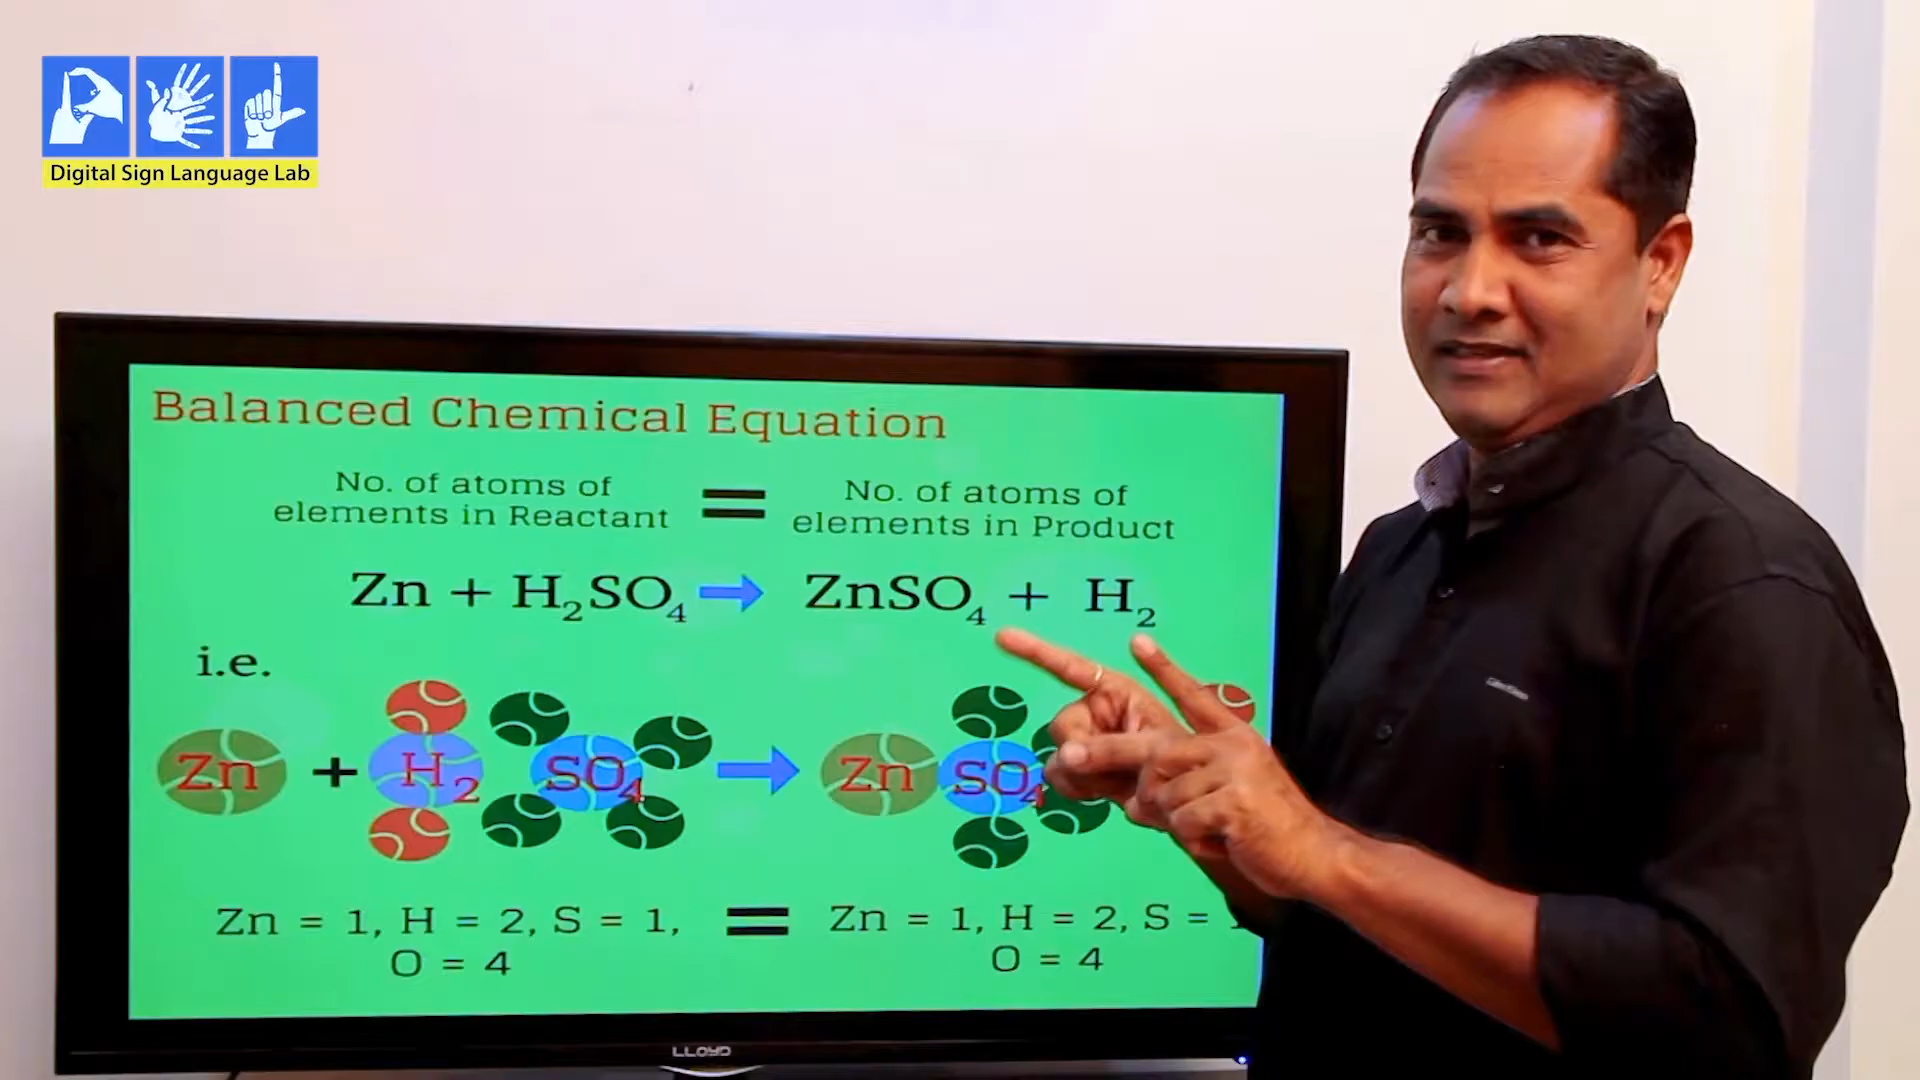 Digital Sign Language Lab
Balanced Chemical Equation
No. of atoms of
elements in Reactant
=
No. of atoms of
elements in Product
Zn + H₂SO₄ → ZnSO₄ + H₂
i.e.
Zn + H₂ SO₄ → Zn SO₄
Zn = 1, H = 2, S = 1,
O = 4
=
Zn = 1, H = 2, S =
O = 4
LLOYD